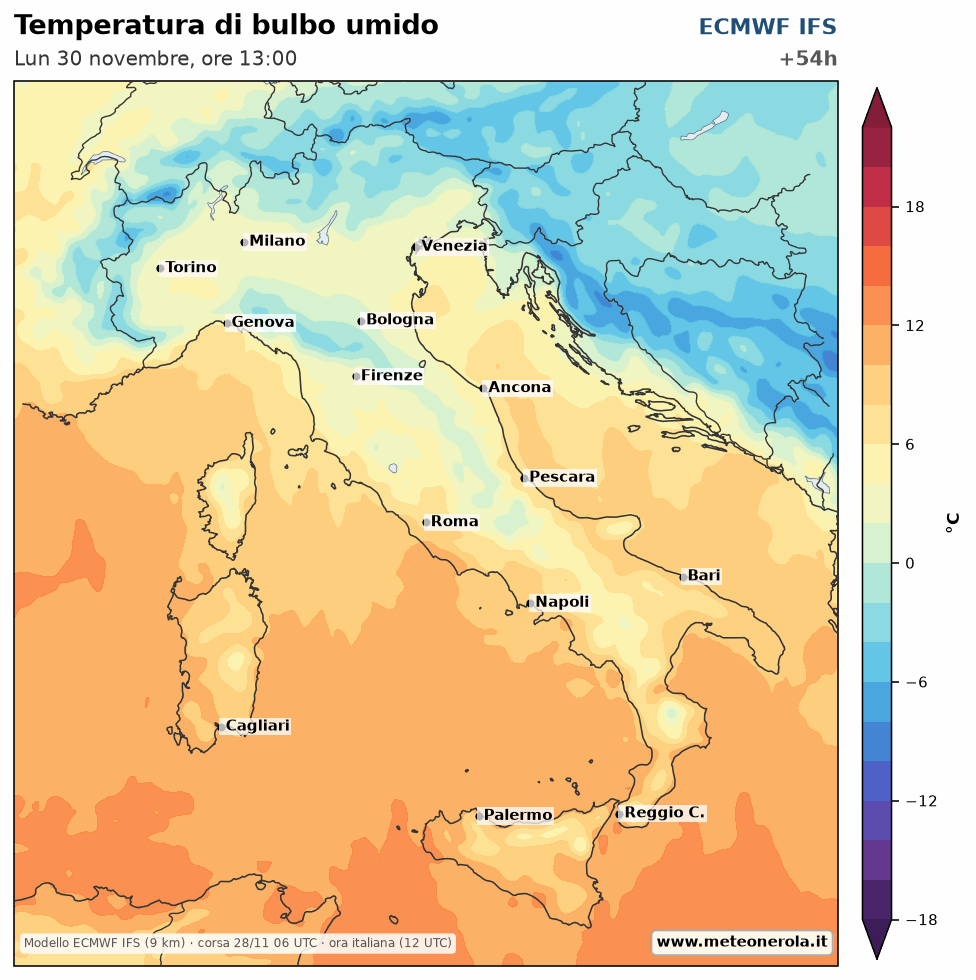 Temperatura di bulbo umido
ECMWF IFS
Lun 30 novembre, ore 13:00
+54h
Milano
Venezia
Torino
Genova
Bologna
Firenze
Ancona
Pescara
Roma
Bari
Napoli
Cagliari
Palermo
Reggio C.
18
12
6
0
−6
−12
−18
°C
Modello ECMWF IFS (9 km) · corsa 28/11 06 UTC · ora italiana (12 UTC)
www.meteonerola.it